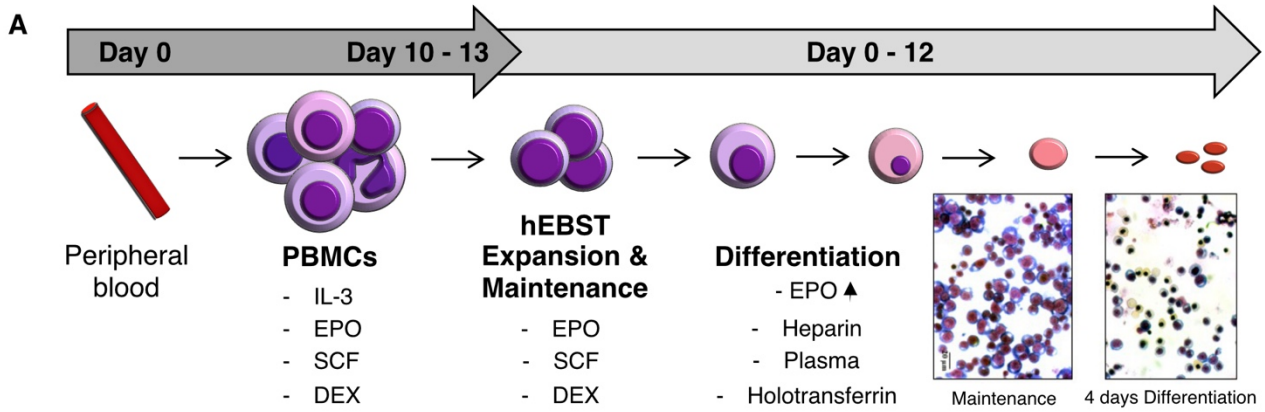 A
Day 0
Day 10 - 13
Day 0 - 12
Peripheral
blood
PBMCs
- IL-3
- EPO
- SCF
- DEX
hEBST
Expansion &
Maintenance
- EPO
- SCF
- DEX
Differentiation
- EPO
- Heparin
- Plasma
- Holotransferrin
Maintenance
4 days Differentiation